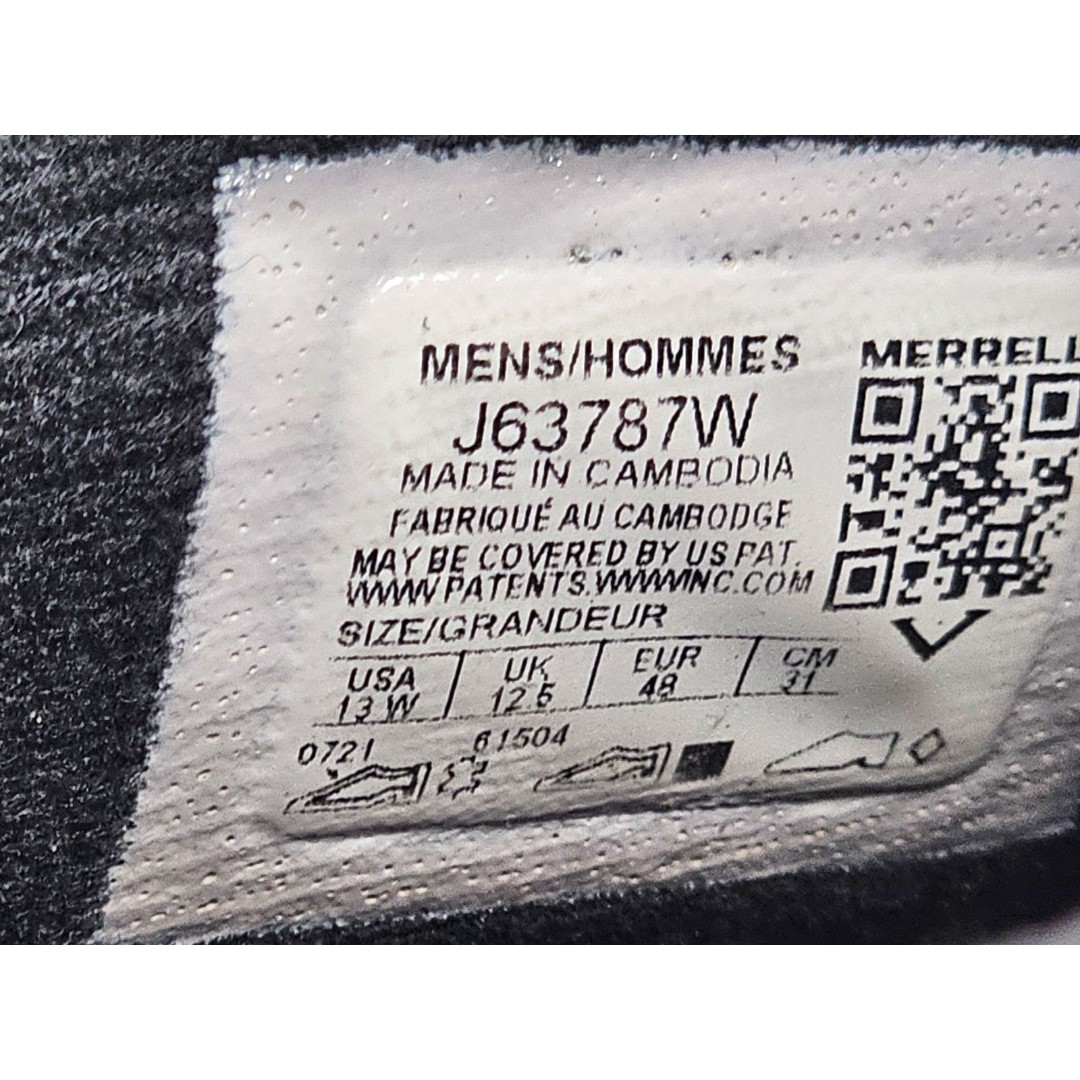 MENS/HOMMES
J63787W
MADE IN CAMBODIA
FABRIQUÉ AU CAMBODGE
MAY BE COVERED BY US PAT.
WWW.PATENTS.WWWINC.COM
SIZE/GRANDEUR
USA UK EUR CM
13 W 12.5 48 31
0721 61504
MERRELL